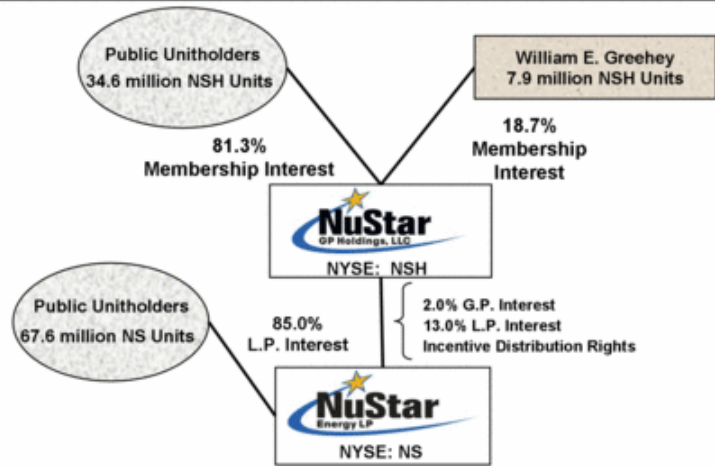 Public Unitholders
34.6 million NSH Units
William E. Greehey
7.9 million NSH Units
81.3%
Membership Interest
18.7%
Membership
Interest
NuStar
GP Holdings, LLC
NYSE: NSH
Public Unitholders
67.6 million NS Units
85.0%
L.P. Interest
2.0% G.P. Interest
13.0% L.P. Interest
Incentive Distribution Rights
NuStar
Energy LP
NYSE: NS